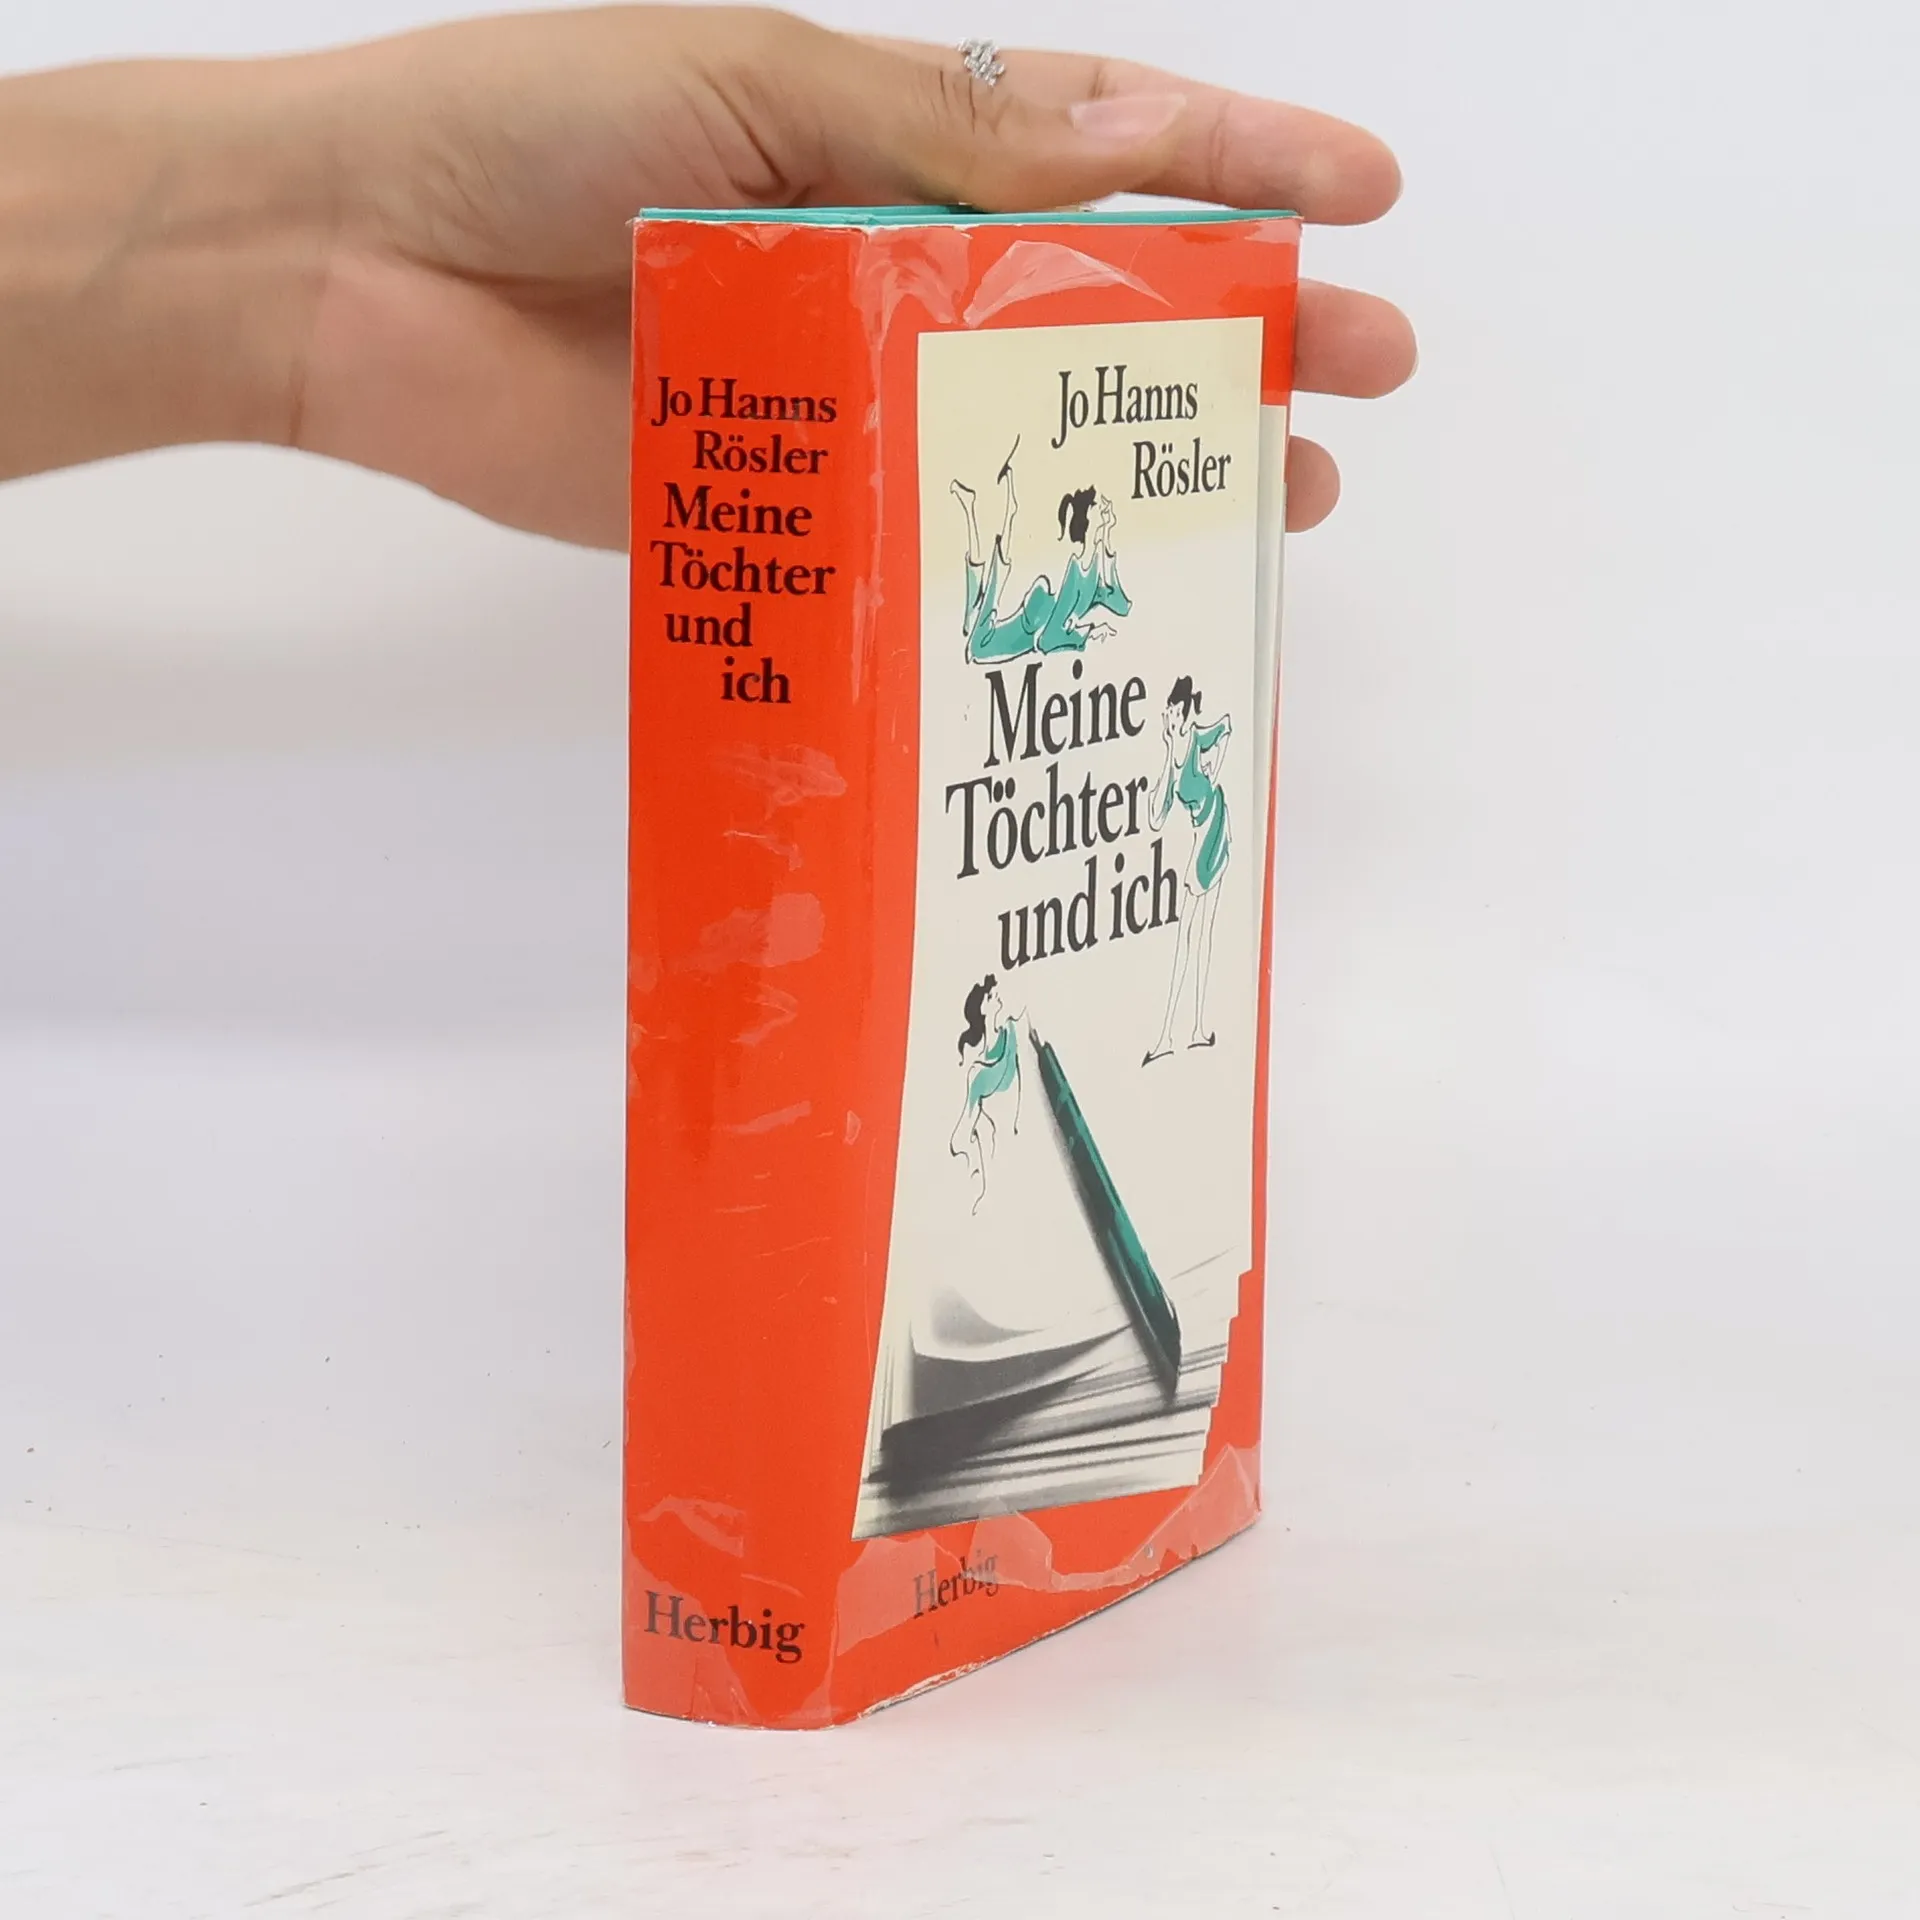 Jo Hanns
Rösler
Meine
Töchter
und
ich
Herbig
Jo Hanns
Rösler
Meine
Töchter
und ich
Herbig